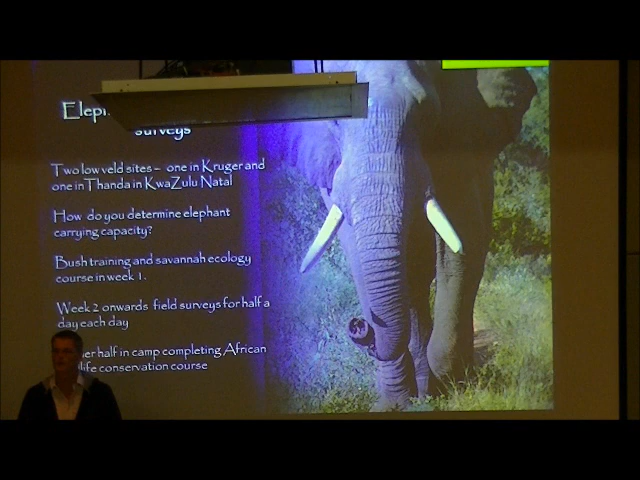 surveys
Two low veld sites – one in Kruger and
one in Thanda in KwaZulu Natal
How do you determine elephant
carrying capacity?
Bush training and savannah ecology
course in week 1.
Week 2 onwards field surveys for half a
day each day
half in camp completing African
life conservation course